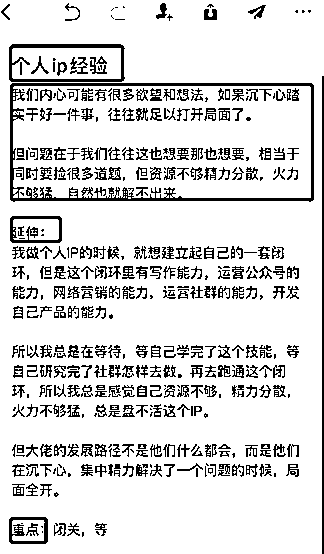 个人ip经验
我们内心可能有很多欲望和想法，如果沉下心踏
实干好一件事，往往就足以打开局面了。
但问题在于我们往往这也想要那也想要，相当于
同时要捡很多道题，但资源不够精力分散，火力
不够猛，自然也就解不出来。
延伸：
我做个人IP的时候，就想建立起自己的一套闭
环，但是这个闭环里有写作能力，运营公众号的
能力，网络营销的能力，运营社群的能力，开发
自己产品的能力。
所以我总是在等待，等自己学完了这个技能，等
自己研究完了社群怎样去做。再去跑通这个闭
环，所以我总是感觉自己资源不够，精力分散，
火力不够猛，总是盘不活这个IP。
但大佬的发展路径不是他们什么都会，而是他们
在沉下心，集中精力解决了一个问题的时候，局
面全开。
重点：闭关，等